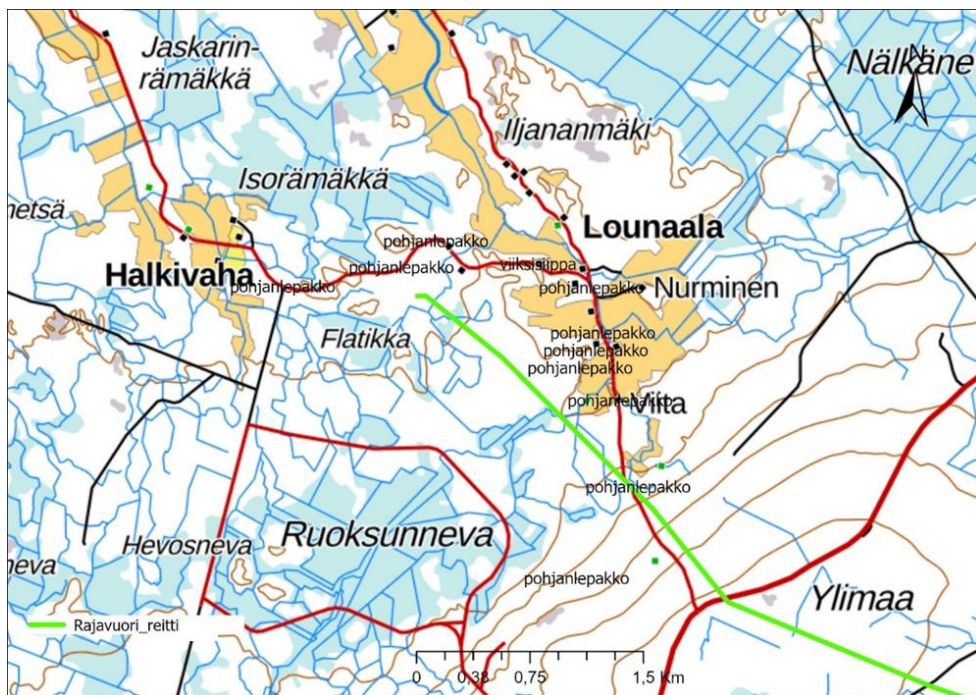 Jaskarin-
rämäkkä
Nälkäne
Iljananmäki
Isorämäkkä
netsä
Lounaala
pohjanlepakko
pohjanlepakko
viiksisiippa
Halkivaha
pohjanlepakko
pohjanlepakko
Nurminen
Flatikka
pohjanlepakko
pohjanlepakko
pohjanlepakko
pohjanlepakko
pohjanlepakko
Ruoksunneva
Hevosneva
neva
pohjanlepakko
Ylimaa
Rajavuori_reitti
0
0,38
0,75
1,5 Km